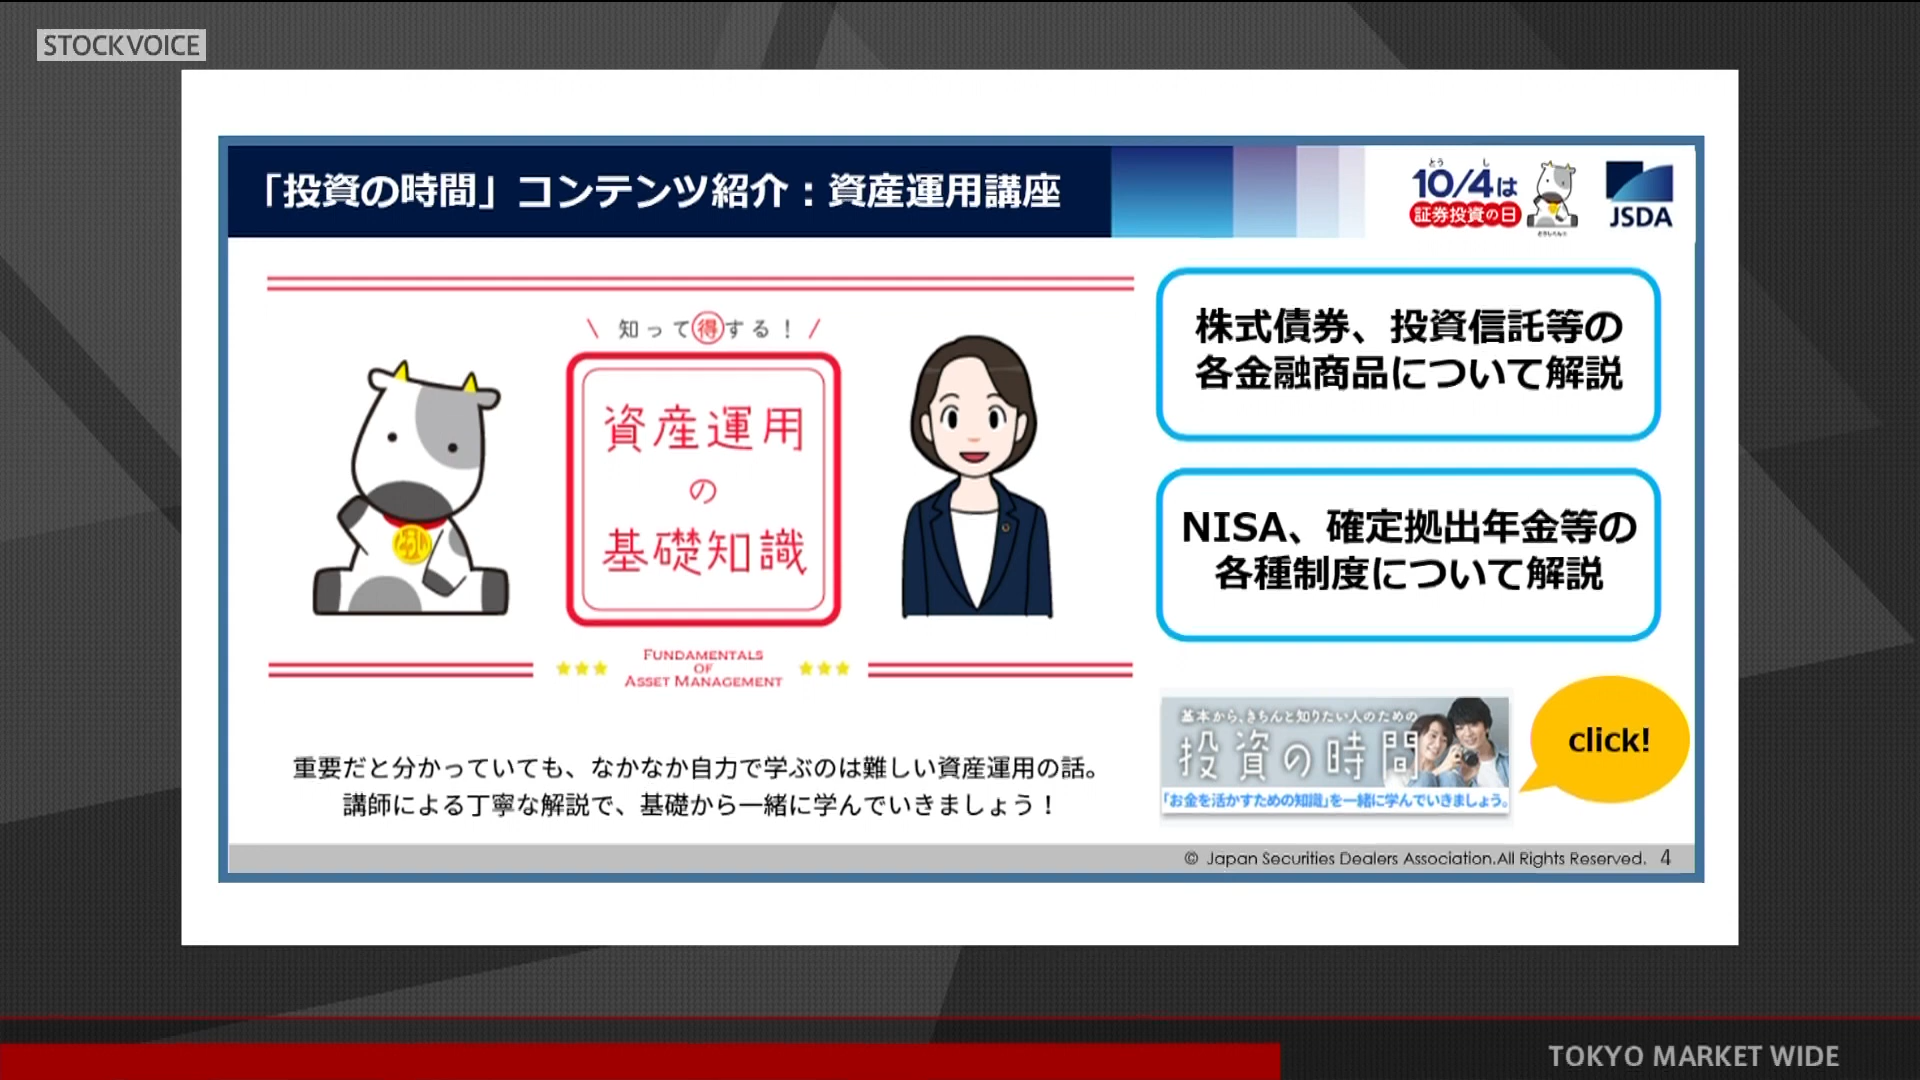 STOCKVOICE
「投資の時間」コンテンツ紹介：資産運用講座
とう し
10/4は
証券投資の日
JSDA
知って得する！
資産運用
の
基礎知識
FUNDAMENTALS
OF
ASSET MANAGEMENT
重要だと分かっていても、なかなか自力で学ぶのは難しい資産運用の話。
講師による丁寧な解説で、基礎から一緒に学んでいきましょう！
株式債券、投資信託等の
各金融商品について解説
NISA、確定拠出年金等の
各種制度について解説
基本から、きちんと知りたい人のための
投資の時間
「お金を活かすための知識」を一緒に学んでいきましょう。
click!
© Japan Securities Dealers Association.All Rights Reserved. 4
TOKYO MARKET WIDE